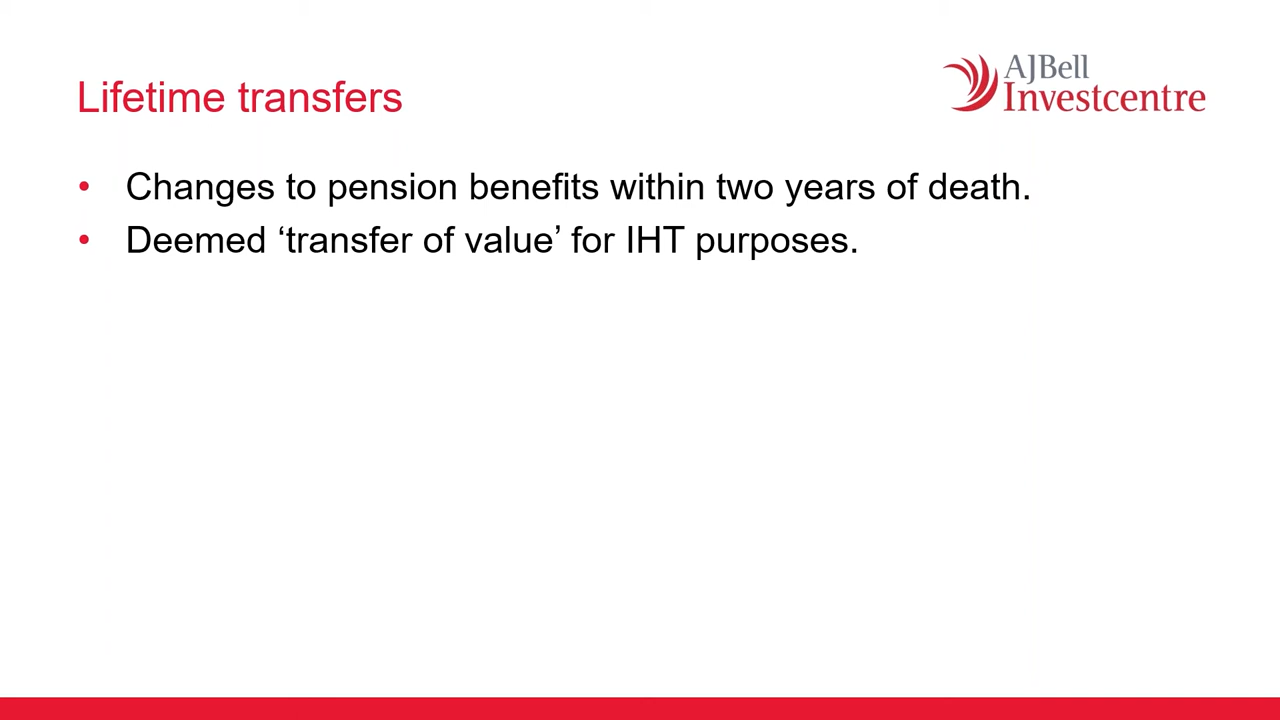 Lifetime transfers
AJBell
Investcentre
• Changes to pension benefits within two years of death.
• Deemed ‘transfer of value’ for IHT purposes.